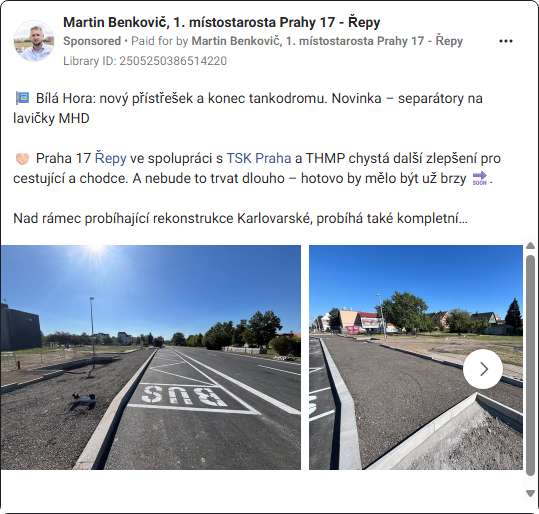 Martin Benkovič, 1. místostarosta Prahy 17 - Řepy
Sponsored • Paid for by Martin Benkovič, 1. místostarosta Prahy 17 - Řepy
Library ID: 2505250386514220
Bílá Hora: nový přístřešek a konec tankodromu. Novinka – separátory na
lavičky MHD
Praha 17 Řepy ve spolupráci s TSK Praha a THMP chystá další zlepšení pro
cestující a chodce. A nebude to trvat dlouho – hotovo by mělo být už brzy SOON .
Nad rámec probíhající rekonstrukce Karlovarské, probíhá také kompletní…
BUS